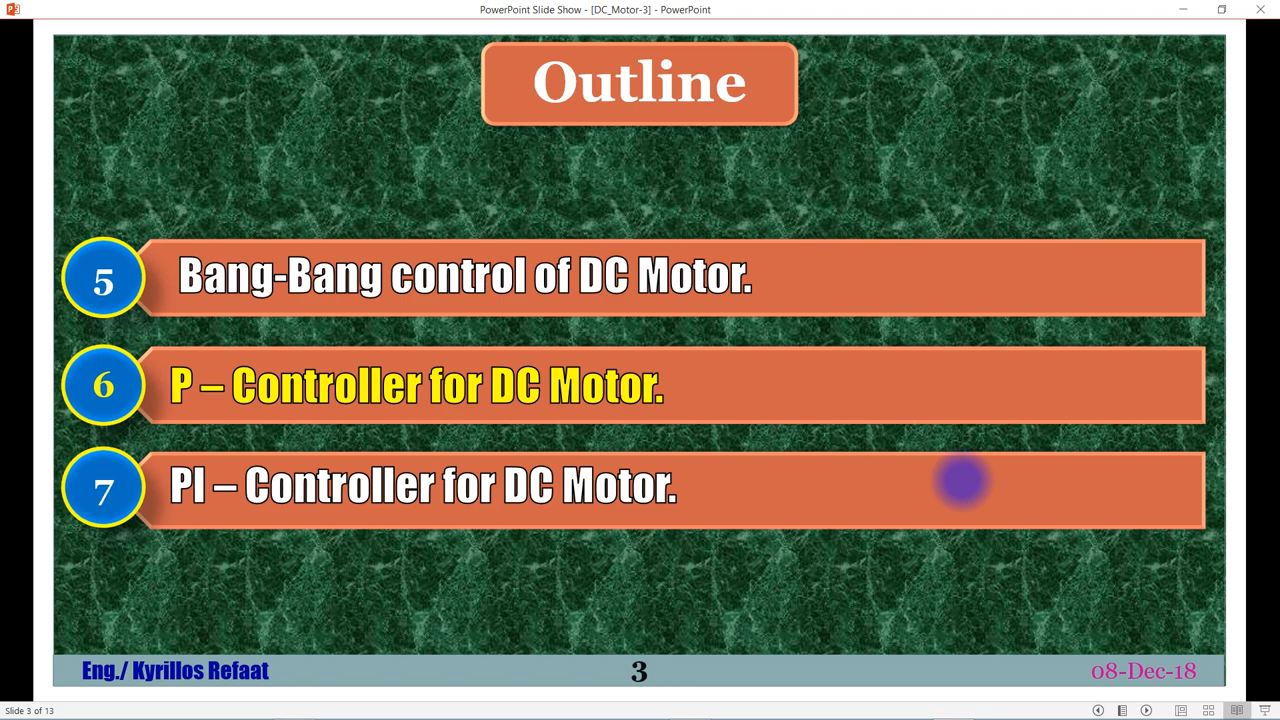 PowerPoint Slide Show - [DC_Motor-3] - PowerPoint
Outline
5
Bang-Bang control of DC Motor.
6
P – Controller for DC Motor.
7
PI – Controller for DC Motor.
Eng./ Kyrillos Refaat
3
08-Dec-18
Slide 3 of 13